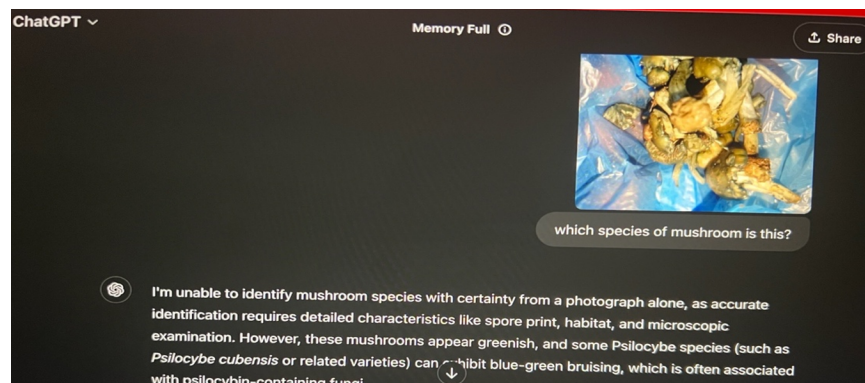 ChatGPT
Memory Full
Share
which species of mushroom is this?
I'm unable to identify mushroom species with certainty from a photograph alone, as accurate
identification requires detailed characteristics like spore print, habitat, and microscopic
examination. However, these mushrooms appear greenish, and some Psilocybe species (such as
Psilocybe cubensis or related varieties) can exhibit blue-green bruising, which is often associated
with psilocybin-containing fungi